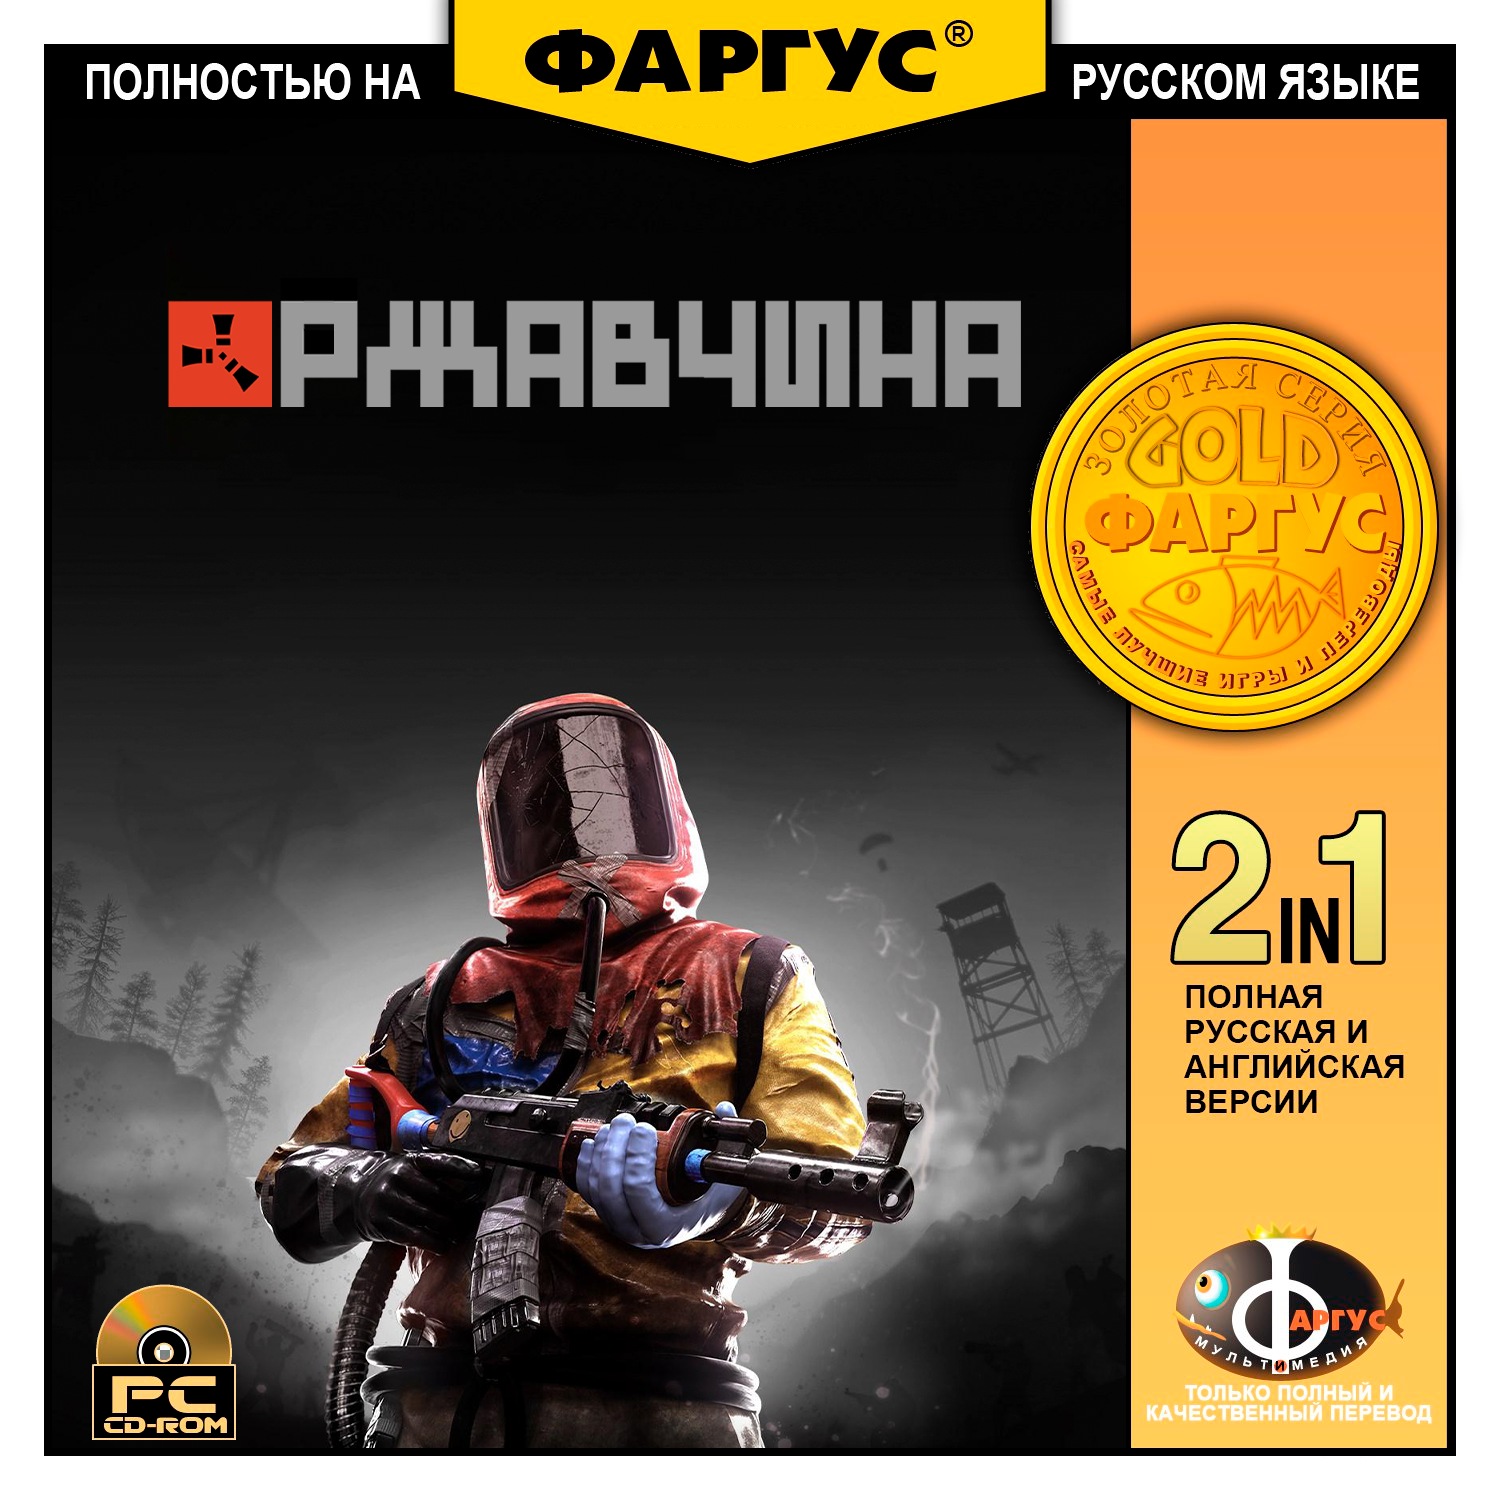 ПОЛНОСТЬЮ НА
ФАРГУС®
РУССКОМ ЯЗЫКЕ
РЖАВЧИНА
ЗОЛОТАЯ СЕРИЯ
GOLD
ФАРГУС
САМЫЕ ЛУЧШИЕ ИГРЫ И ПЕРЕВОДЫ
2IN1
ПОЛНАЯ
РУССКАЯ И
АНГЛИЙСКАЯ
ВЕРСИИ
ФАРГУС
МУЛЬТИМЕДИЯ
ТОЛЬКО ПОЛНЫЙ И
КАЧЕСТВЕННЫЙ ПЕРЕВОД
PC
CD-ROM